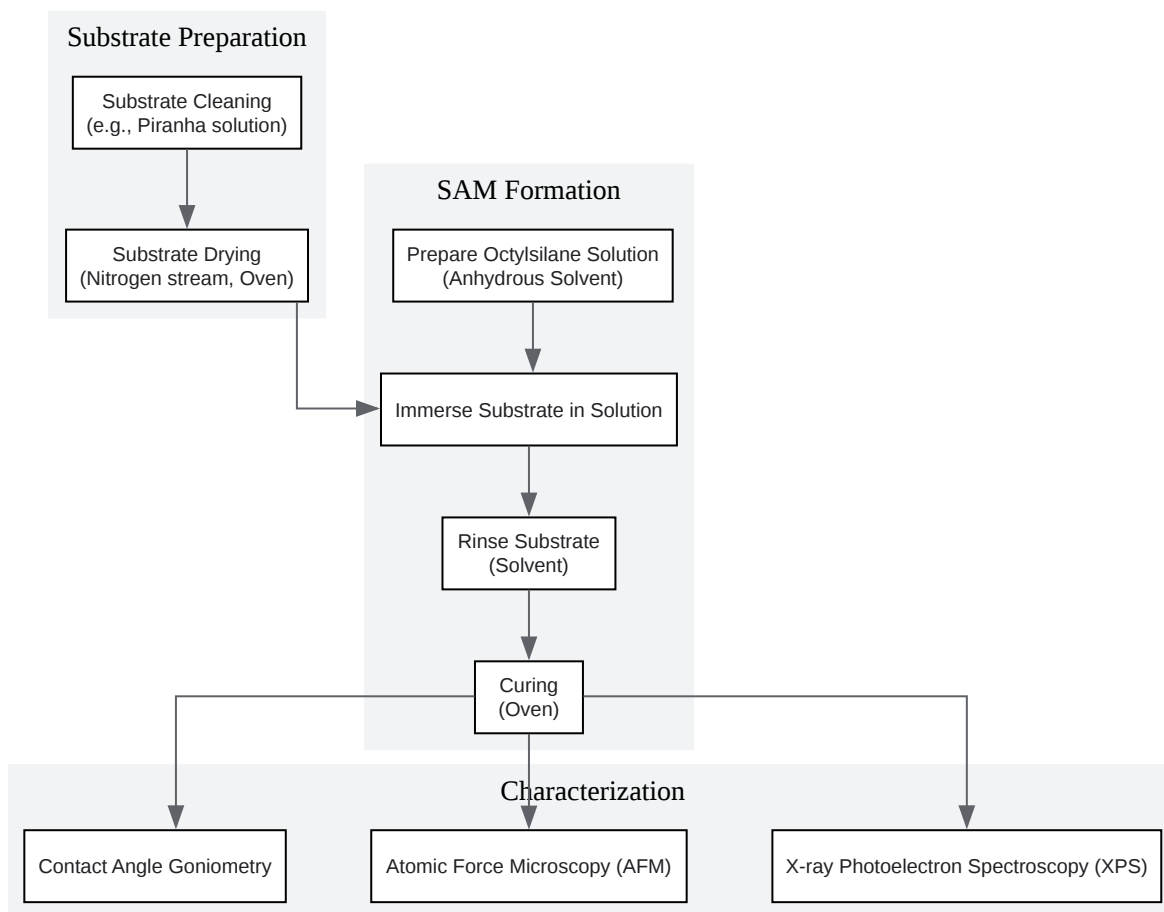 Substrate Preparation
Substrate Cleaning
(e.g., Piranha solution)
Substrate Drying
(Nitrogen stream, Oven)
SAM Formation
Prepare Octylsilane Solution
(Anhydrous Solvent)
Immerse Substrate in Solution
Rinse Substrate
(Solvent)
Curing
(Oven)
Characterization
Contact Angle Goniometry
Atomic Force Microscopy (AFM)
X-ray Photoelectron Spectroscopy (XPS)